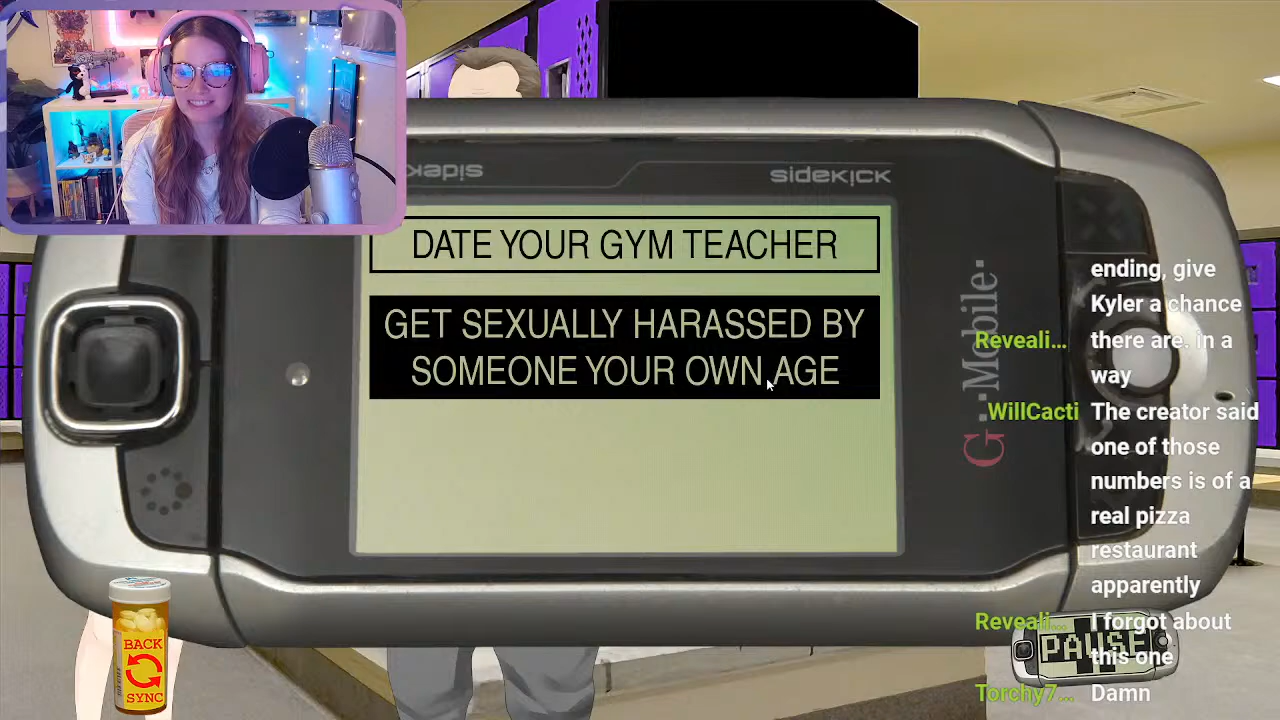 sidekick
sidekick
DATE YOUR GYM TEACHER
GET SEXUALLY HARASSED BY
SOMEONE YOUR OWN AGE
T··Mobile·
BACK
SYNC
ending, give
Kyler a chance
Reveali... there are. in a
way
WillCacti The creator said
one of those
numbers is of a
real pizza
restaurant
apparently
Reveali... I forgot about
this one
Torchy7... Damn
PAUSE